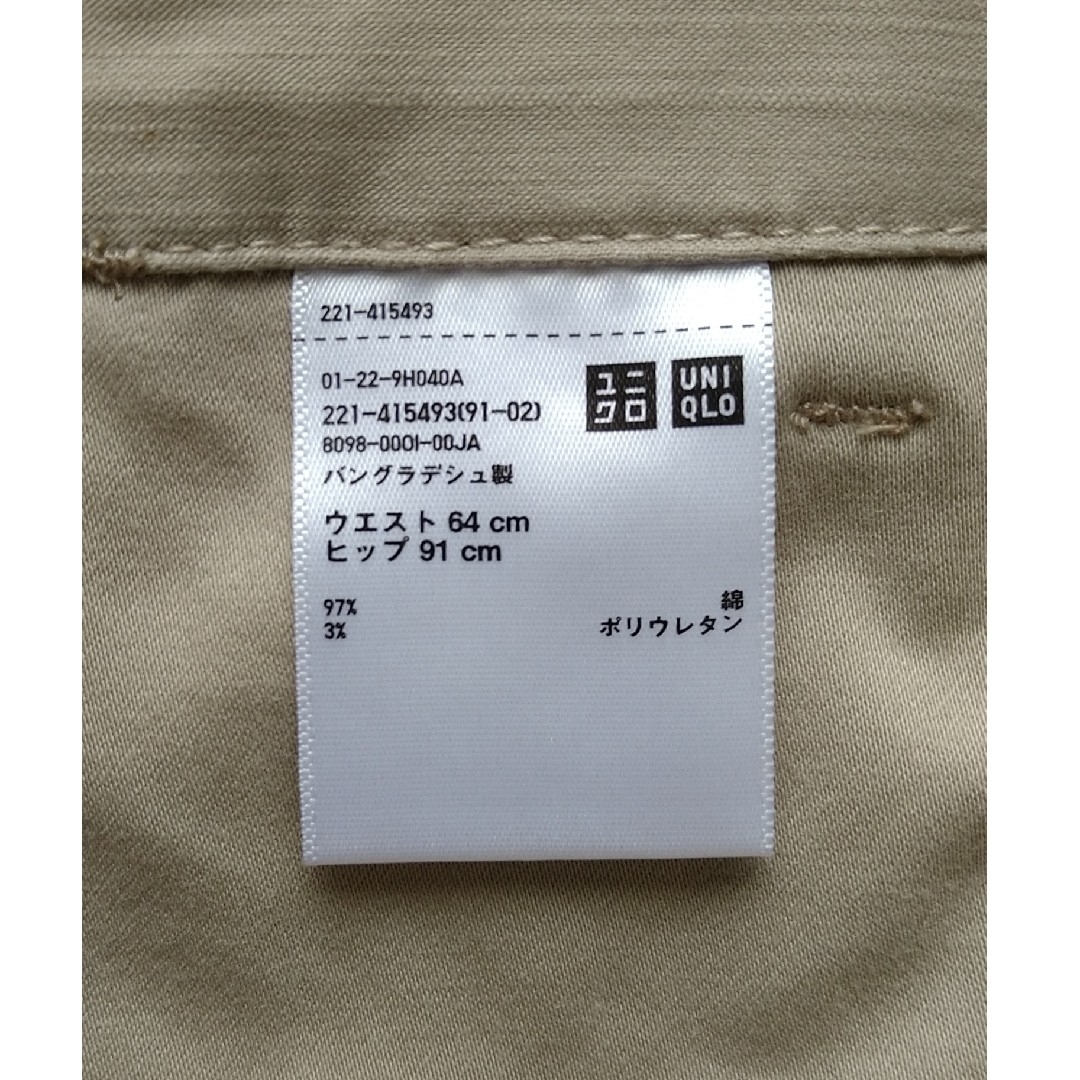 221-415493
01-22-9H040A
221-415493(91-02)
8098-000I-00JA
バングラデシュ製
ユニ
クロ
UNI
QLO
ウエスト 64 cm
ヒップ 91 cm
97% 綿
3% ポリウレタン